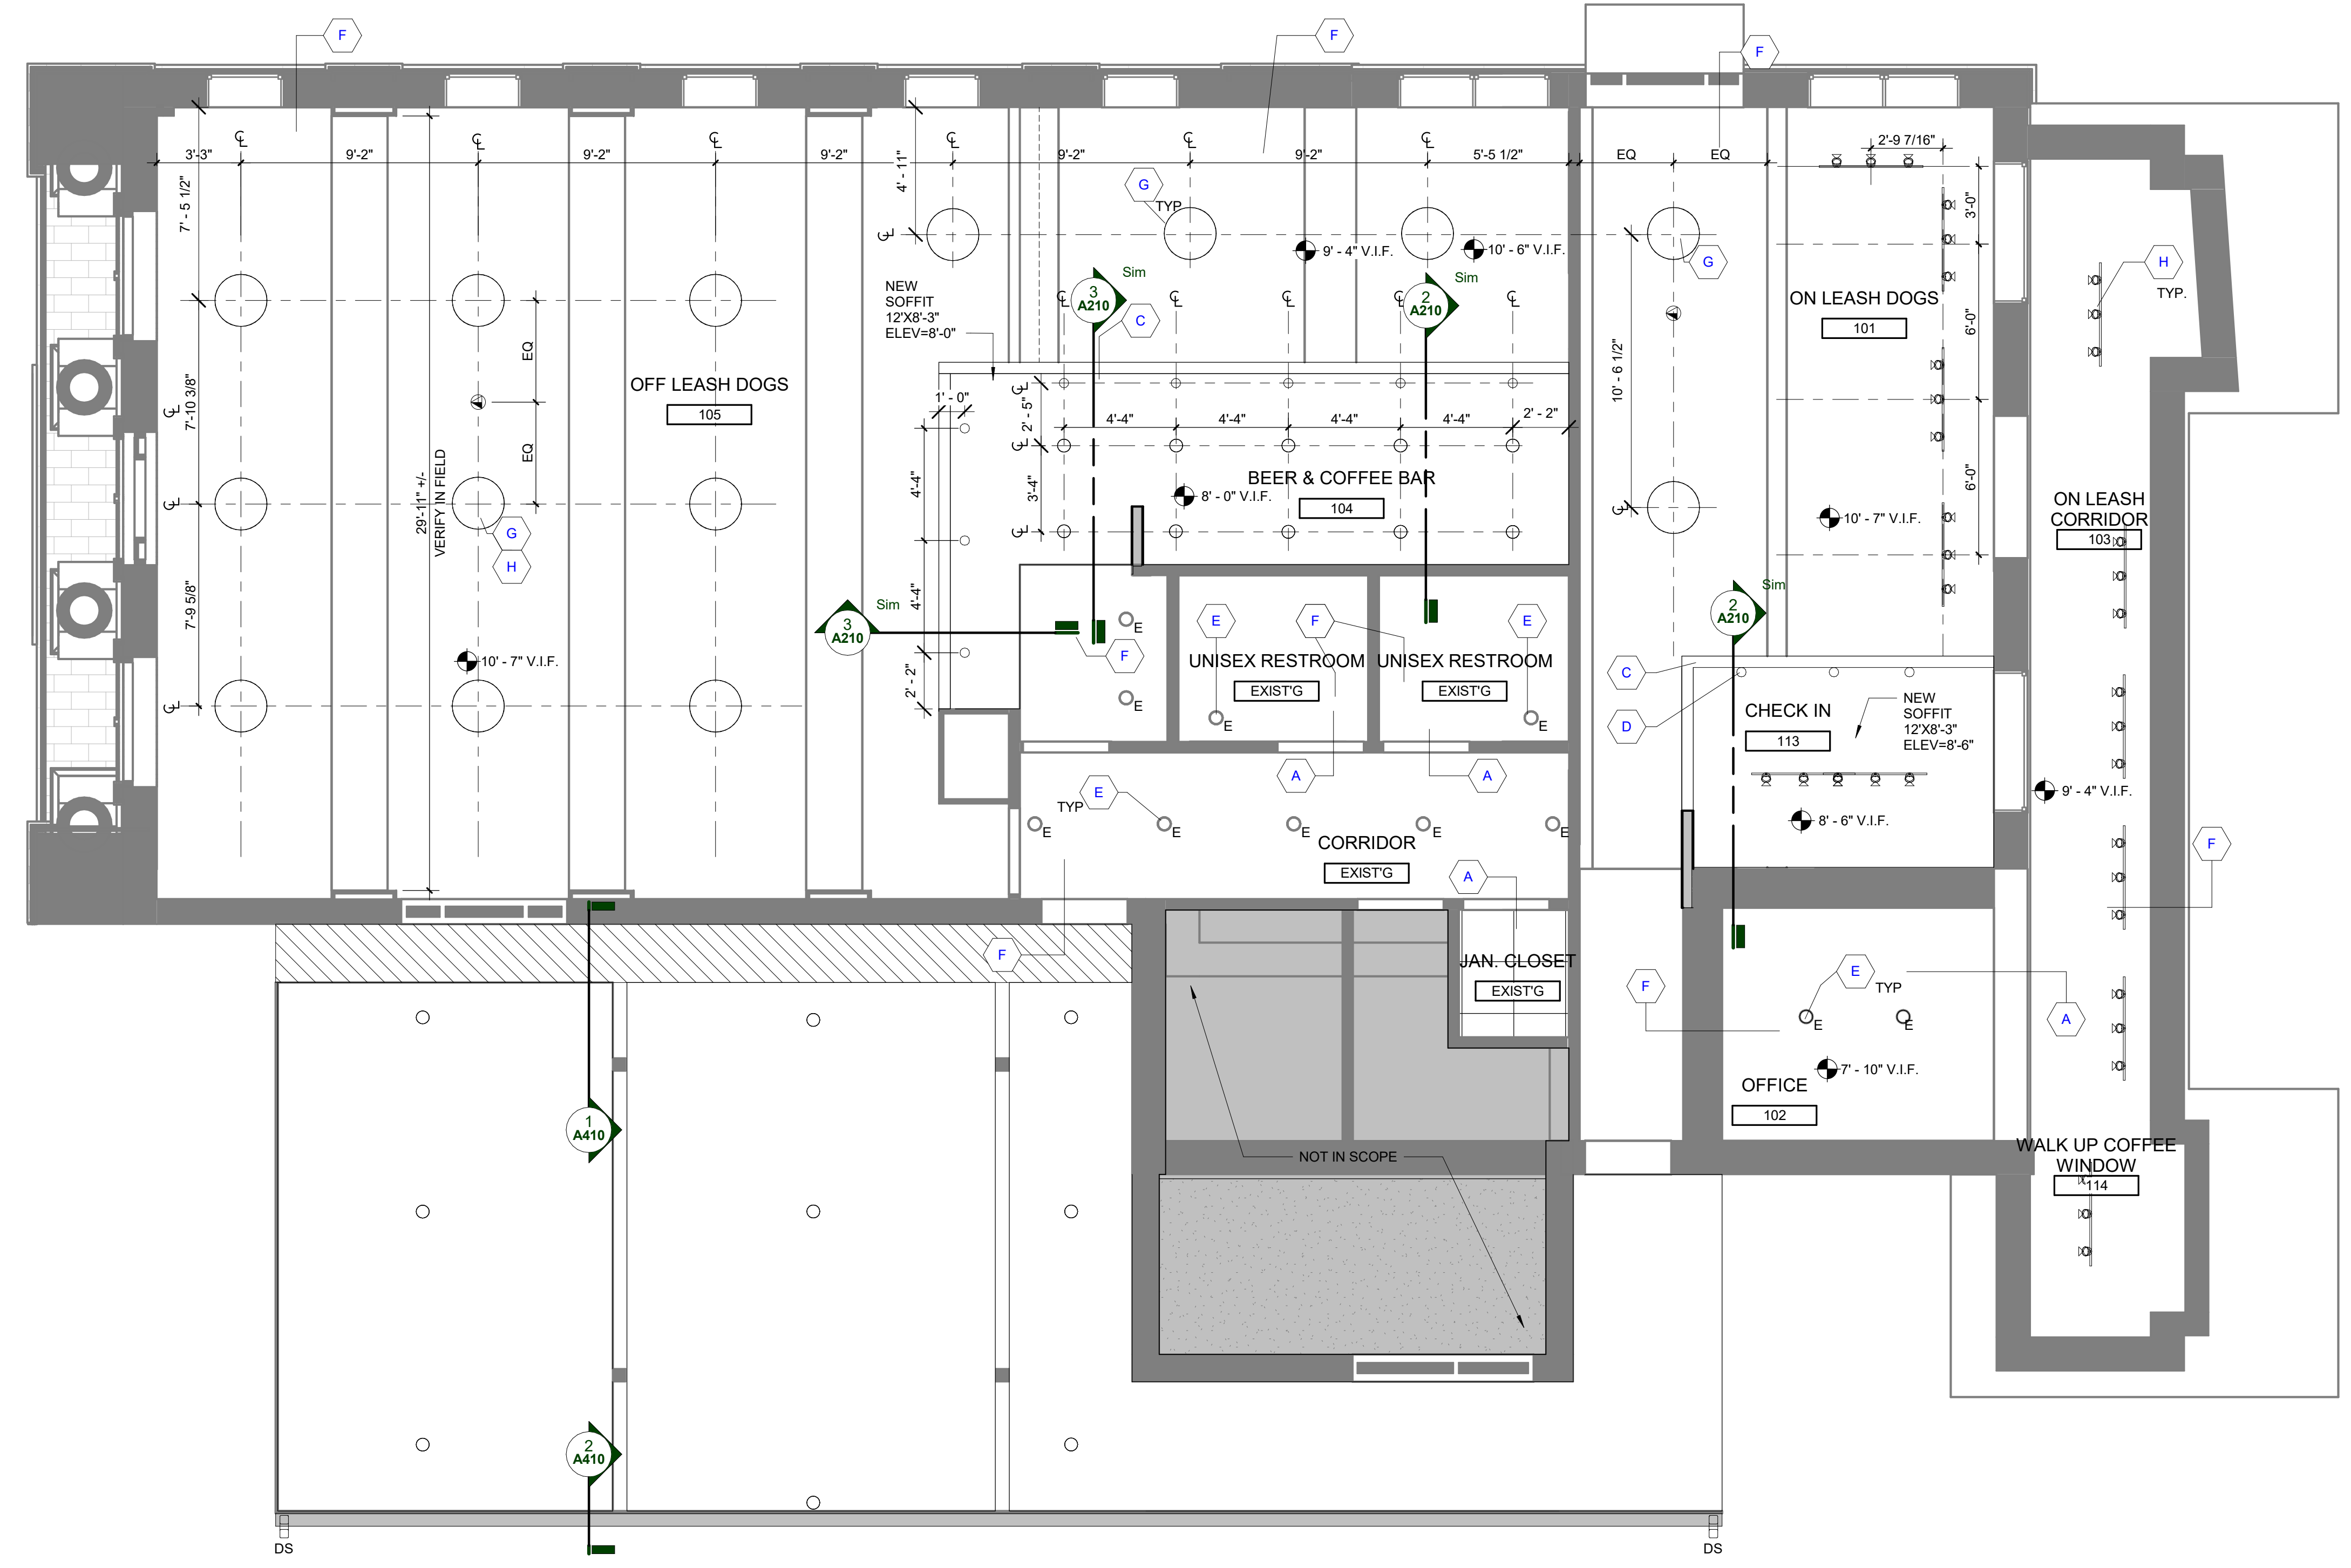 F
F
F
℄
℄
℄
℄
℄
℄
3'-3"
9'-2"
9'-2"
9'-2"
9'-2"
9'-2"
5'-5 1/2"
EQ
EQ
2'-9 7/16"
7' - 5 1/2"
4' - 11"
G
TYP
3'-0"
℄
9' - 4" V.I.F.
10' - 6" V.I.F.
G
H
TYP.
Sim
3
A210
Sim
2
A210
NEW
SOFFIT
12'X8'-3"
ELEV=8'-0"
C
℄
℄
℄
℄
℄
ON LEASH DOGS
101
6'-0"
EQ
10' - 6 1/2"
OFF LEASH DOGS
105
7'-10 3/8"
℄
1' - 0"
℄
2' - 5"
4'-4"
4'-4"
4'-4"
4'-4"
2' - 2"
EQ
29'-11" +/-
VERIFY IN FIELD
℄
4'-4"
3'-4"
BEER & COFFEE BAR
104
8' - 0" V.I.F.
6'-0"
℄
℄
℄
G
H
10' - 7" V.I.F.
ON LEASH
CORRIDOR
103
7'-9 5/8"
4'-4"
Sim
3
A210
Sim
2
A210
E
E
F
E
F
E
UNISEX RESTROOM
EXIST'G
UNISEX RESTROOM
EXIST'G
10' - 7" V.I.F.
2' - 2"
℄
E
E
E
C
D
CHECK IN
113
NEW
SOFFIT
12'X8'-3"
ELEV=8'-6"
A
A
E
TYP
9' - 4" V.I.F.
8' - 6" V.I.F.
E
E
E
E
E
CORRIDOR
EXIST'G
F
A
F
JAN. CLOSET
EXIST'G
F
E
TYP
E
E
A
7' - 10" V.I.F.
OFFICE
102
1
A410
NOT IN SCOPE
WALK UP COFFEE
WINDOW
114
2
A410
DS
DS